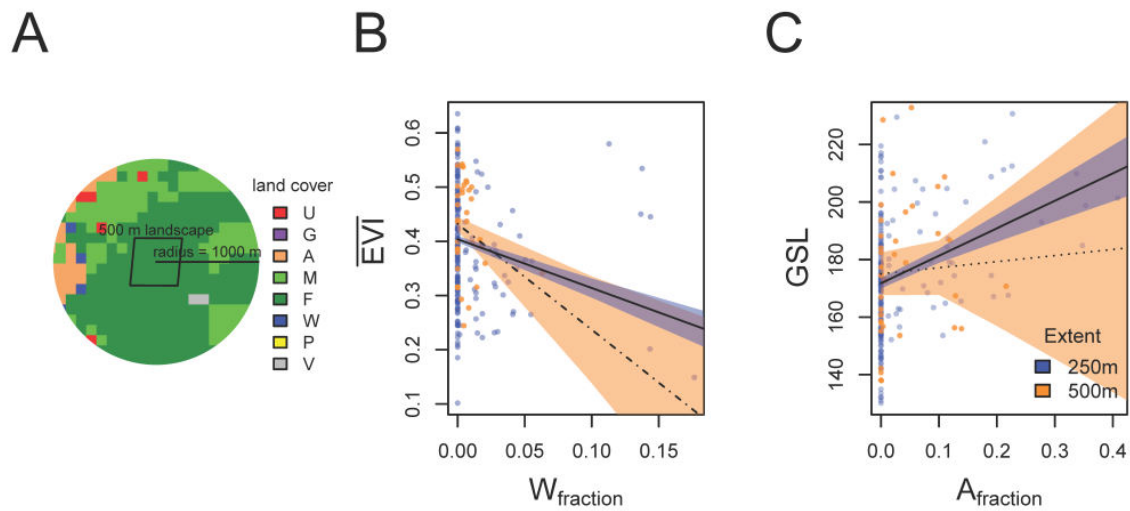 A
500 m landscape
radius = 1000 m
land cover
U
G
A
M
F
W
P
V
B
EVI
0.6
0.5
0.4
0.3
0.2
0.1
0.00 0.05 0.10 0.15
Wfraction
C
GSL
220
200
180
160
140
Extent
250m
500m
0.0 0.1 0.2 0.3 0.4
Afraction